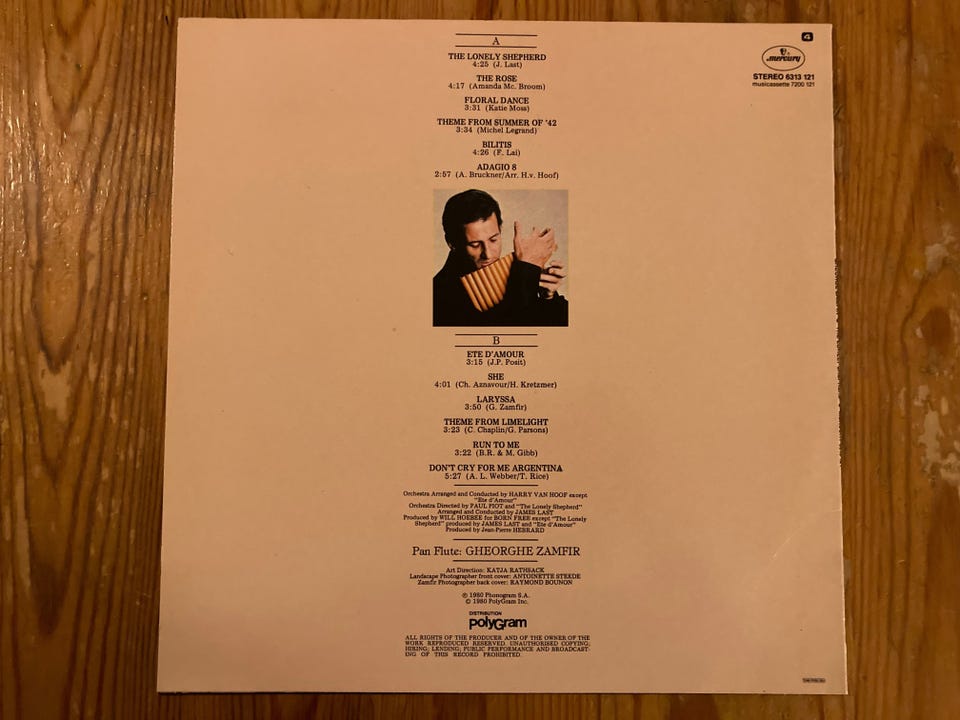 4
mercury
STEREO 6313 121
musicassette 7200 121
A
THE LONELY SHEPHERD
4:25 (J. Last)
THE ROSE
4:17 (Amanda Mc. Broom)
FLORAL DANCE
3:31 (Katie Moss)
THEME FROM SUMMER OF '42
3:34 (Michel Legrand)
BILITIS
4:26 (F. Lai)
ADAGIO 8
2:57 (A. Bruckner/Arr. H.v. Hoof)
B
ETE D'AMOUR
3:15 (J.P. Posit)
SHE
4:01 (Ch. Aznavour/H. Kretzmer)
LARYSSA
3:50 (G. Zamfir)
THEME FROM LIMELIGHT
3:23 (C. Chaplin/G. Parsons)
RUN TO ME
3:22 (B.R. & M. Gibb)
DON'T CRY FOR ME ARGENTINA
5:27 (A. L. Webber/T. Rice)
Orchestra Arranged and Conducted by HARRY VAN HOOF except
"Ete d'Amour"
Orchestra Directed by PAUL PIOT and "The Lonely Shepherd"
Arranged and Conducted by JAMES LAST
Produced by WILL HOEBEE for BORN FREE except "The Lonely
Shepherd" produced by JAMES LAST and "Ete d'Amour"
Produced by Jean-Pierre HEBRARD
Pan Flute: GHEORGHE ZAMFIR
Art Direction: KATJA RATHSACK
Landscape Photographer front cover: ANTOINETTE STEEDE
Zamfir Photographer back cover: RAYMOND BOUNON
℗ 1980 Phonogram S.A.
© 1980 PolyGram Inc.
DISTRIBUTION
polyGram
ALL RIGHTS OF THE PRODUCER AND OF THE OWNER OF THE
WORK REPRODUCED RESERVED. UNAUTHORISED COPYING;
HIRING; LENDING; PUBLIC PERFORMANCE AND BROADCAST-
ING OF THIS RECORD PROHIBITED.